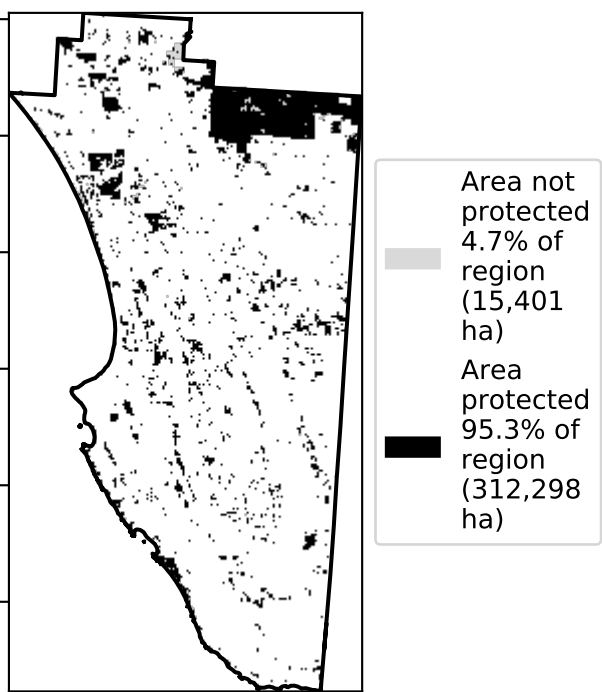 Area not
protected
4.7% of
region
(15,401
ha)
Area
protected
95.3% of
region
(312,298
ha)